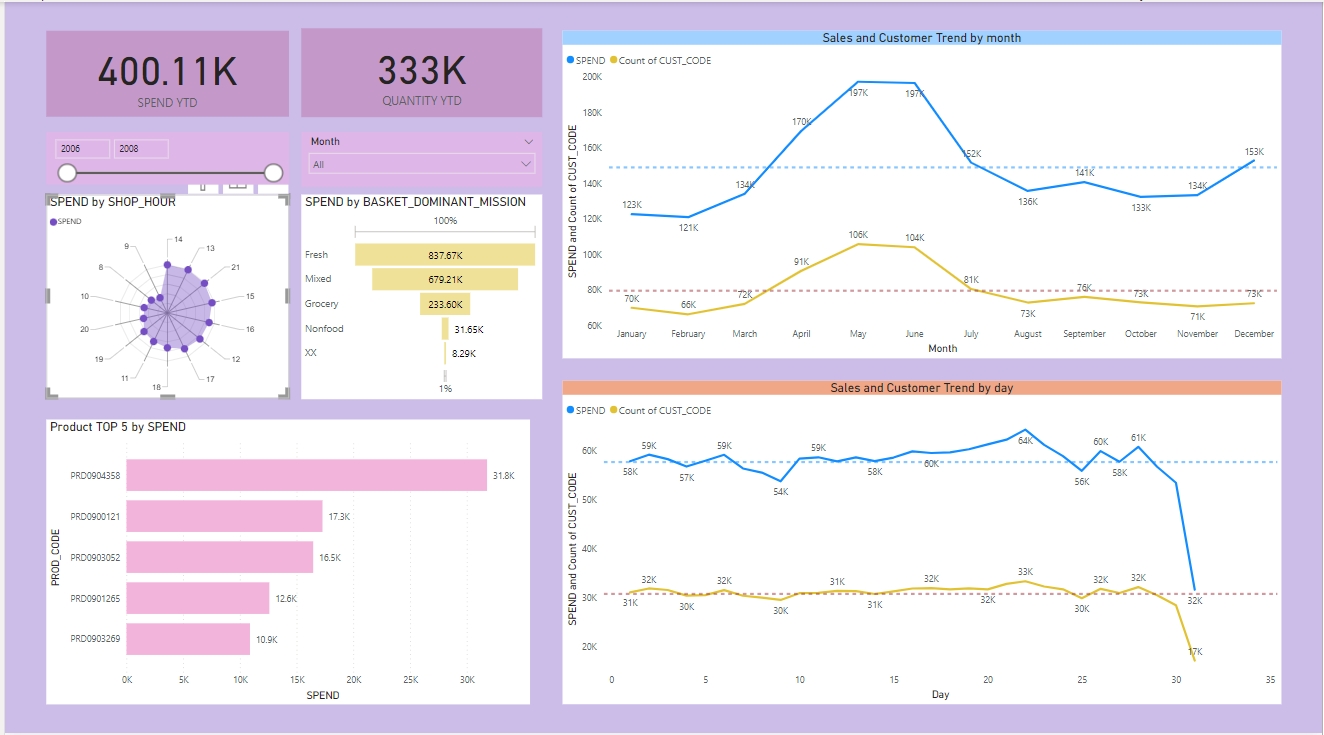 400.11K
SPEND YTD
333K
QUANTITY YTD
2006 2008
Month
All
SPEND by SHOP_HOUR
SPEND
14
13
21
15
16
12
17
18
11
19
20
10
8
9
SPEND by BASKET_DOMINANT_MISSION
100%
Fresh 837.67K
Mixed 679.21K
Grocery 233.60K
Nonfood 31.65K
XX 8.29K
1%
Product TOP 5 by SPEND
PROD_CODE
PRD0904358 31.8K
PRD0900121 17.3K
PRD0903052 16.5K
PRD0901265 12.6K
PRD0903269 10.9K
0K 5K 10K 15K 20K 25K 30K
SPEND
Sales and Customer Trend by month
SPEND Count of CUST_CODE
SPEND and Count of CUST_CODE
200K
180K
160K
140K
120K
100K
80K
60K
123K 121K 134K 170K 197K 197K 152K 136K 141K 133K 134K 153K
70K 66K 72K 91K 106K 104K 81K 73K 76K 73K 71K 73K
January February March April May June July August September October November December
Month
Sales and Customer Trend by day
SPEND Count of CUST_CODE
SPEND and Count of CUST_CODE
60K
50K
40K
30K
20K
58K 59K 57K 59K 54K 59K 58K 60K 64K 56K 60K 58K 61K 32K
31K 32K 30K 32K 30K 31K 31K 32K 32K 33K 30K 32K 32K 17K
0 5 10 15 20 25 30 35
Day